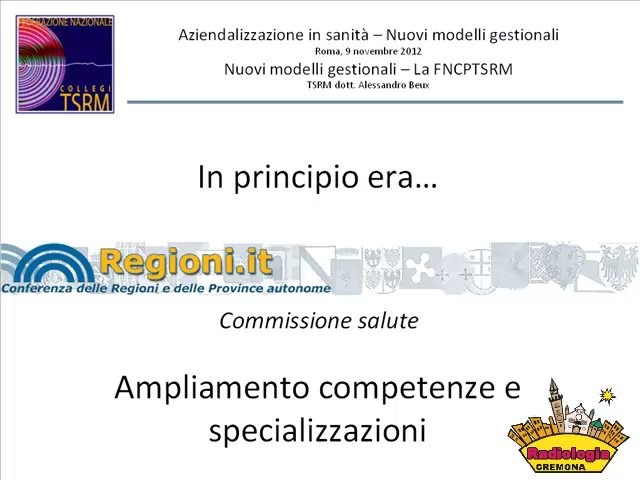 FEDERAZIONE NAZIONALE
COLLEGI
TSRM
Aziendalizzazione in sanità – Nuovi modelli gestionali
Roma, 9 novembre 2012
Nuovi modelli gestionali – La FNCPTSRM
TSRM dott. Alessandro Beux
In principio era...
Regioni.it
Conferenza delle Regioni e delle Province autonome
Commissione salute
Ampliamento competenze e
specializzazioni
Radiologia
CREMONA